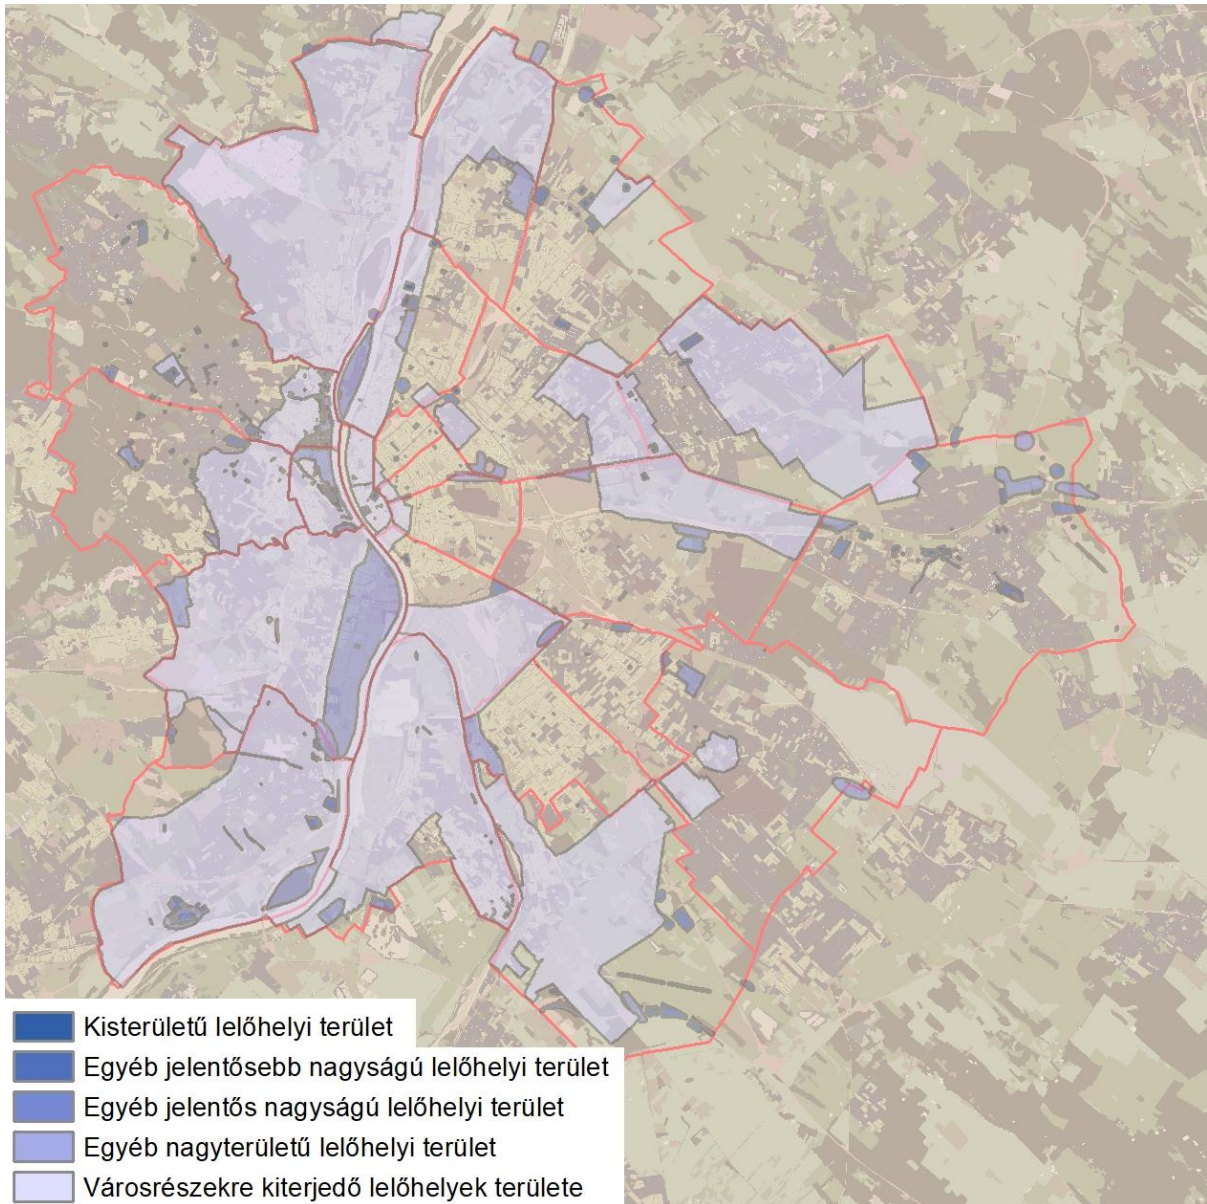 Kisterületű lelőhelyi terület
Egyéb jelentősebb nagyságú lelőhelyi terület
Egyéb jelentős nagyságú lelőhelyi terület
Egyéb nagyterületű lelőhelyi terület
Városrészekre kiterjedő lelőhelyek területe